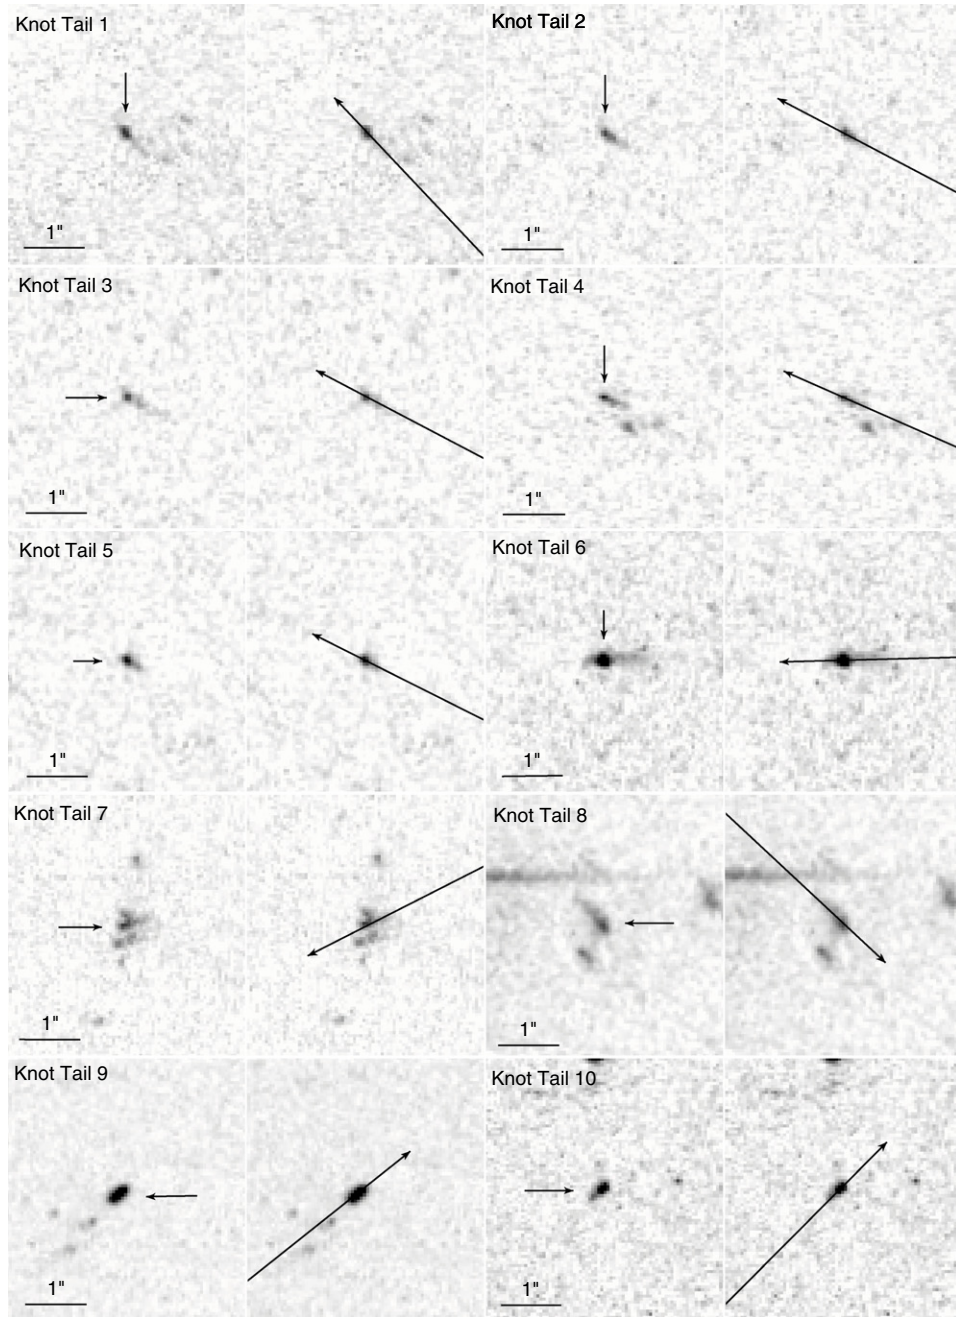 Knot Tail 1
1"
Knot Tail 2
1"
Knot Tail 3
1"
Knot Tail 4
1"
Knot Tail 5
1"
Knot Tail 6
1"
Knot Tail 7
1"
Knot Tail 8
1"
Knot Tail 9
1"
Knot Tail 10
1"